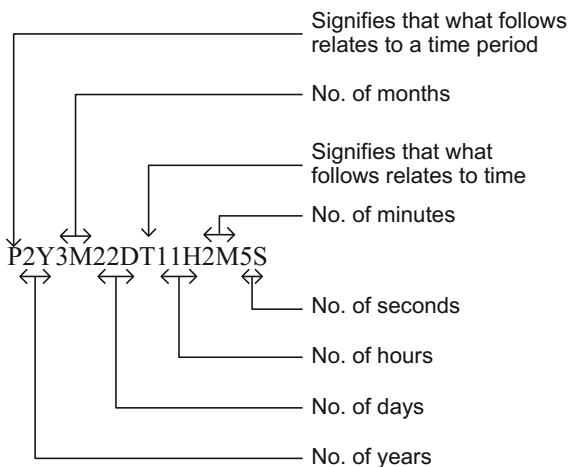 Signifies that what follows
relates to a time period
No. of months
Signifies that what
follows relates to time
No. of minutes
P2Y3M22DT11H2M5S
No. of seconds
No. of hours
No. of days
No. of years